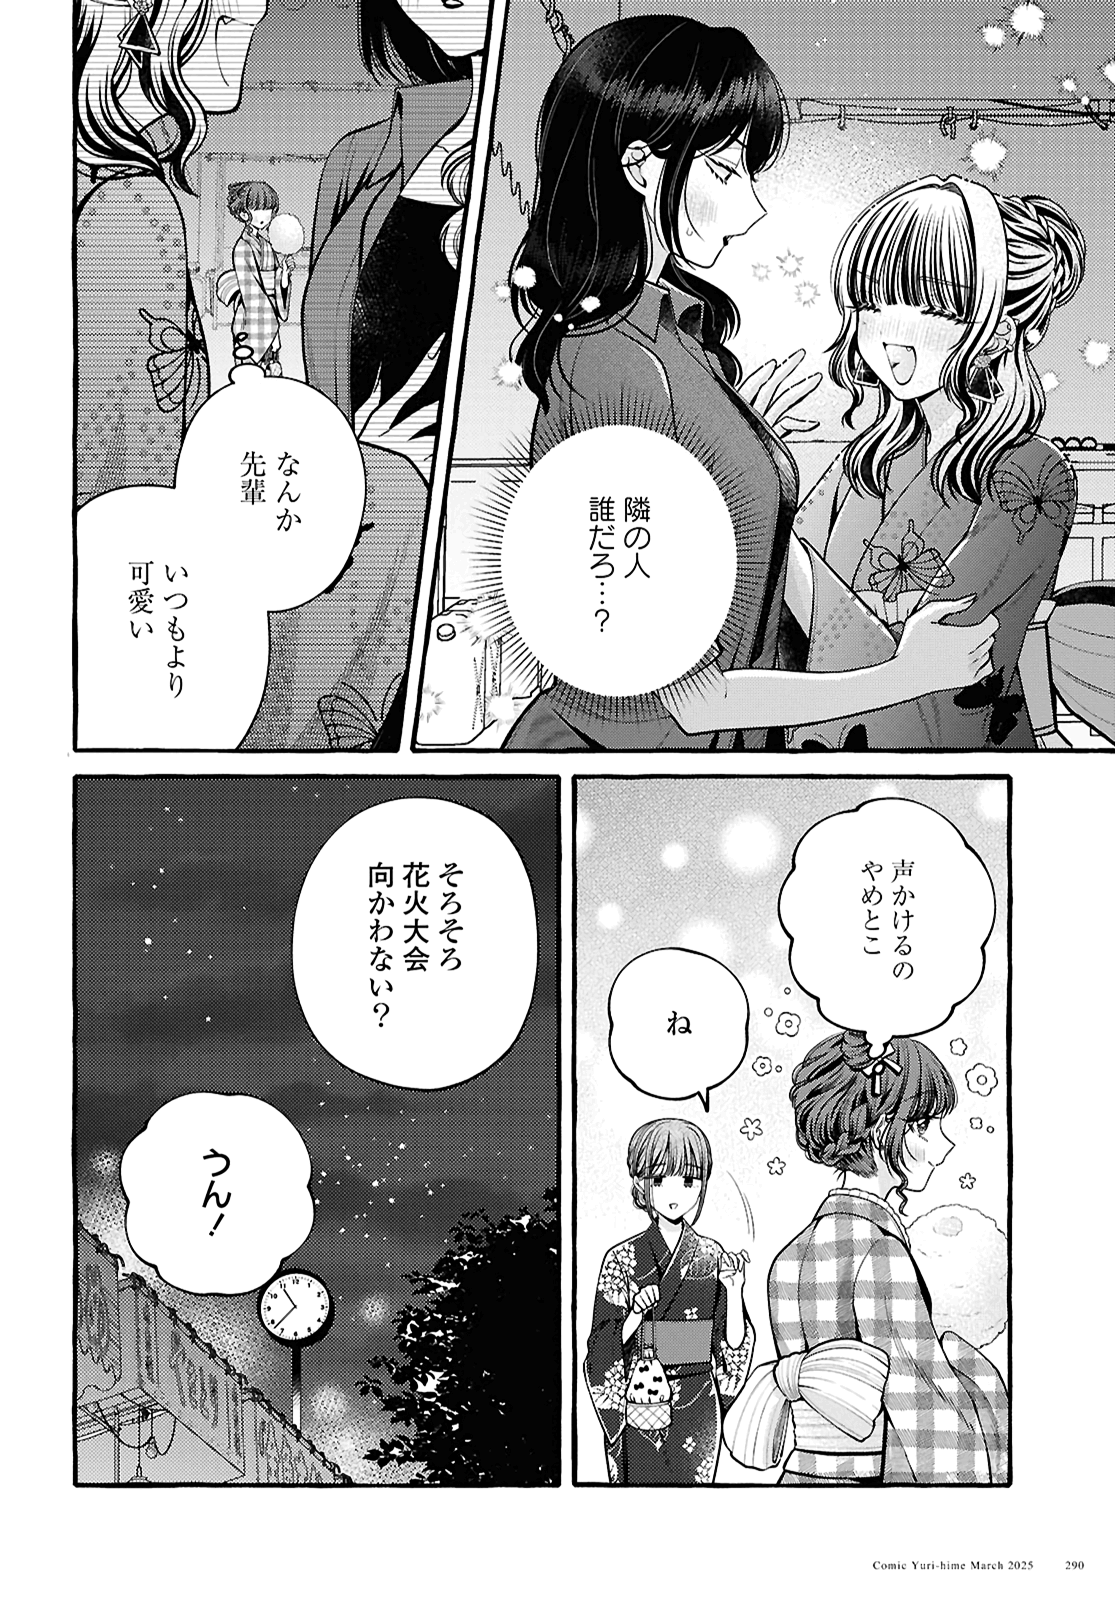 隣の人
誰だろ…？
なんか
先輩
いつもより
可愛い
声かけるの
やめとこ
ね
そろそろ
花火大会
向かわない？
うん！
Comic Yuri-hime March 2025 290